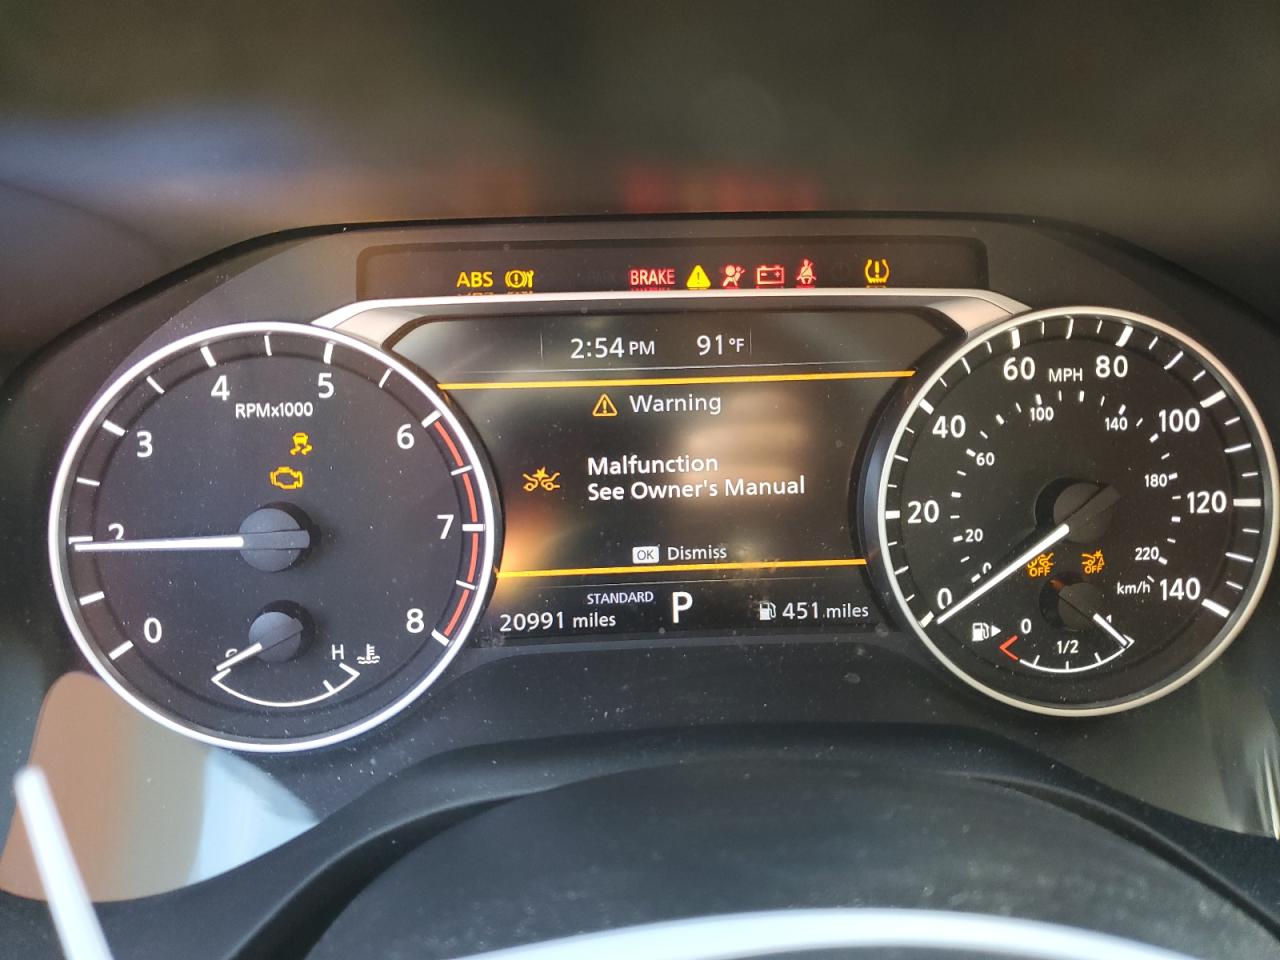 ABS BRAKE
2:54 PM 91°F
Warning
Malfunction
See Owner's Manual
OK Dismiss
STANDARD P
20991 miles 451 miles
RPMx1000
0 2 3 4 5 6 7 8
H
MPH
0 20 40 60 80 100 120 140
km/h
0 20 60 100 140 180 220
OFF OFF
0 1/2 1